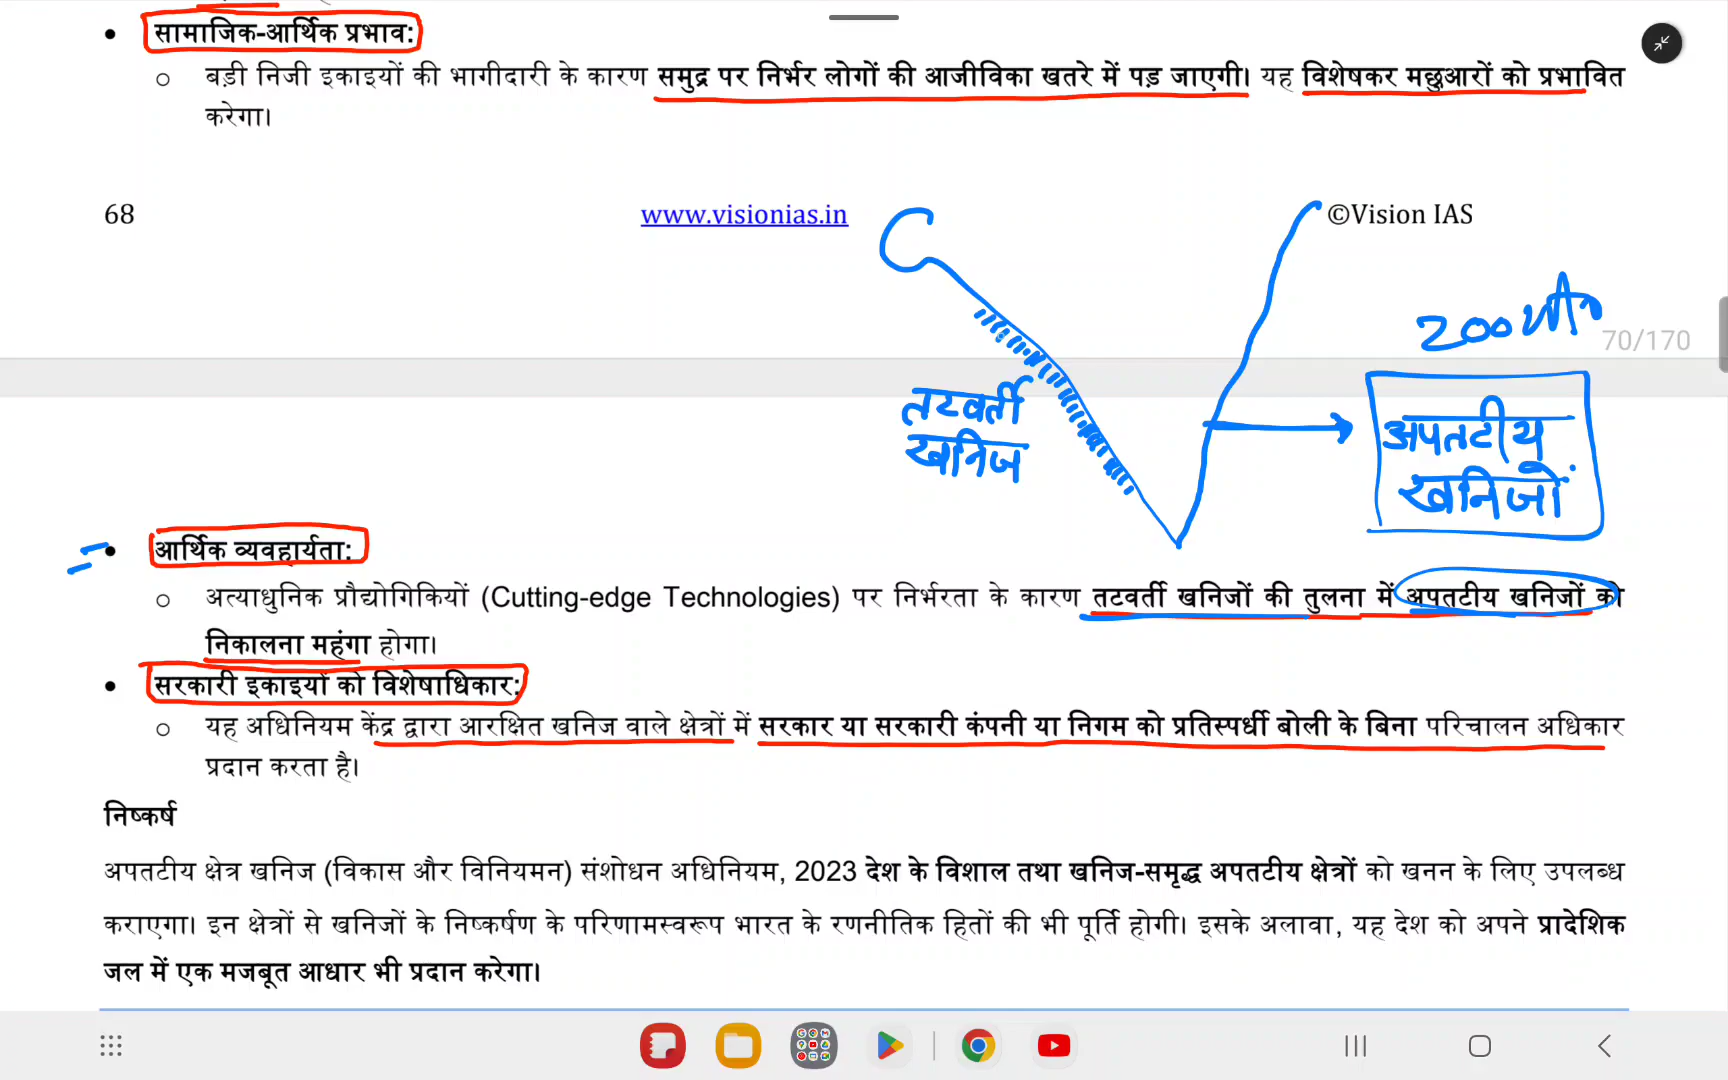 • सामाजिक-आर्थिक प्रभाव:
o बड़ी निजी इकाइयों की भागीदारी के कारण समुद्र पर निर्भर लोगों की आजीविका खतरे में पड़ जाएगी। यह विशेषकर मछुआरों को प्रभावित
करेगा।
68 www.visionias.in ©Vision IAS
200
70/170
तटवर्ती
खनिज
अपतटीय
खनिजों
• आर्थिक व्यवहार्यता:
o अत्याधुनिक प्रौद्योगिकियों (Cutting-edge Technologies) पर निर्भरता के कारण तटवर्ती खनिजों की तुलना में अपतटीय खनिजों को
निकालना महंगा होगा।
• सरकारी इकाइयों को विशेषाधिकार:
o यह अधिनियम केंद्र द्वारा आरक्षित खनिज वाले क्षेत्रों में सरकार या सरकारी कंपनी या निगम को प्रतिस्पर्धी बोली के बिना परिचालन अधिकार
प्रदान करता है।
निष्कर्ष
अपतटीय क्षेत्र खनिज (विकास और विनियमन) संशोधन अधिनियम, 2023 देश के विशाल तथा खनिज-समृद्ध अपतटीय क्षेत्रों को खनन के लिए उपलब्ध
कराएगा। इन क्षेत्रों से खनिजों के निष्कर्षण के परिणामस्वरूप भारत के रणनीतिक हितों की भी पूर्ति होगी। इसके अलावा, यह देश को अपने प्रादेशिक
जल में एक मजबूत आधार भी प्रदान करेगा।